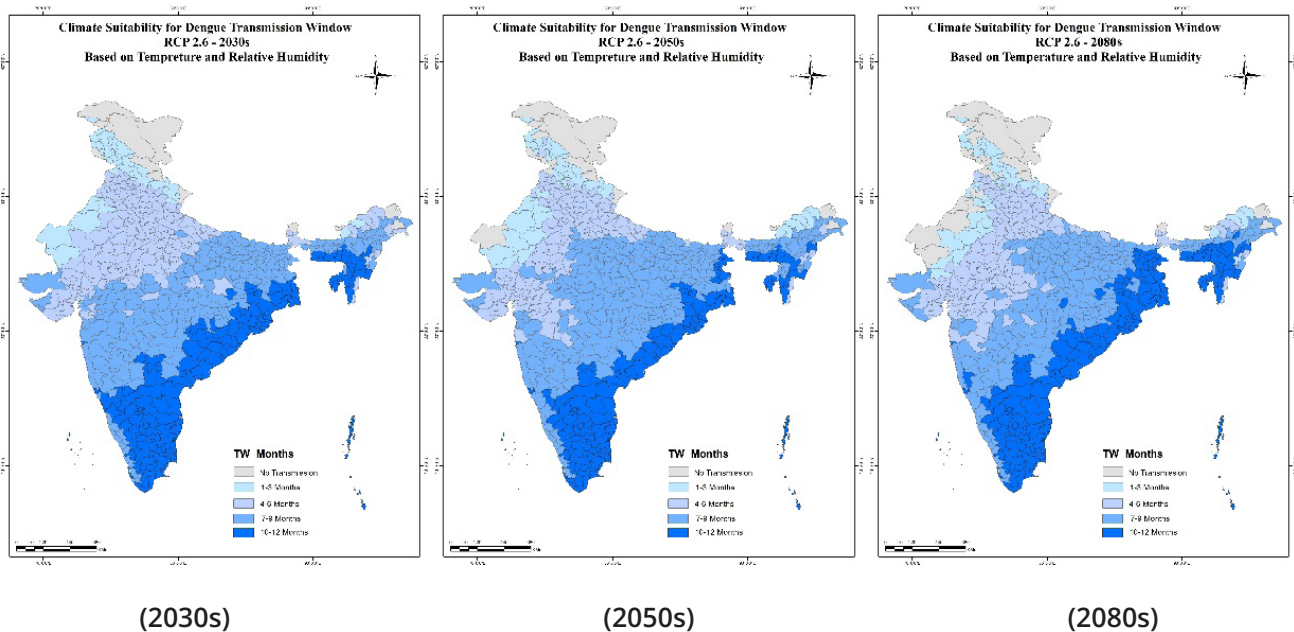 Climate Suitability for Dengue Transmission Window
RCP 2.6 - 2030s
Based on Tempreture and Relative Humidity
TW Months
No Transmission
1-3 Months
4-6 Months
7-9 Months
10-12 Months
(2030s)
Climate Suitability for Dengue Transmission Window
RCP 2.6 - 2050s
Based on Tempreture and Relative Humidity
TW Months
No Transmission
1-3 Months
4-6 Months
7-9 Months
10-12 Months
(2050s)
Climate Suitability for Dengue Transmission Window
RCP 2.6 - 2080s
Based on Temperature and Relative Humidity
TW Months
No Transmission
1-3 Months
4-6 Months
7-9 Months
10-12 Months
(2080s)